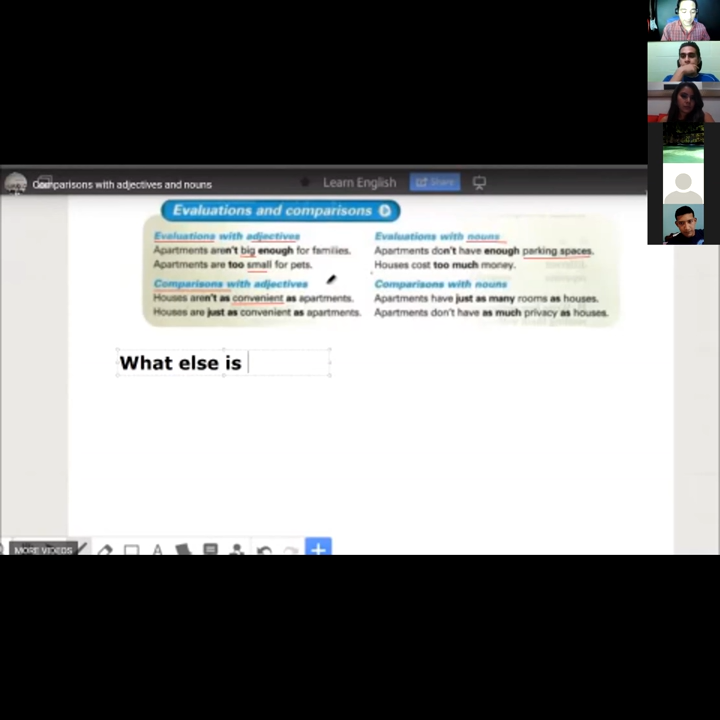 Comparisons with adjectives and nouns
Learn English
Share
Evaluations and comparisons
Evaluations with adjectives
Apartments aren't big enough for families.
Apartments are too small for pets.
Comparisons with adjectives
Houses aren't as convenient as apartments.
Houses are just as convenient as apartments.
Evaluations with nouns
Apartments don't have enough parking spaces.
Houses cost too much money.
Comparisons with nouns
Apartments have just as many rooms as houses.
Apartments don't have as much privacy as houses.
What else is
MORE VIDEOS